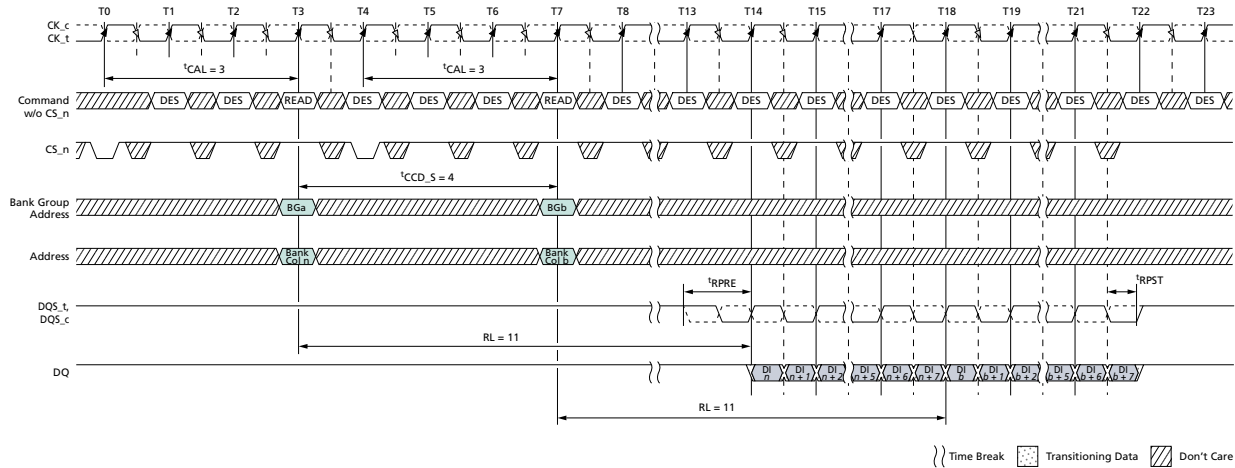 T0 T1 T2 T3 T4 T5 T6 T7 T8 T13 T14 T15 T17 T18 T19 T21 T22 T23
CK_c
CK_t
tCAL = 3 tCAL = 3
Command
w/o CS_n
DES DES READ DES DES DES READ DES DES DES DES DES DES DES DES DES DES
CS_n
tCCD_S = 4
Bank Group
Address
BGa BGb
Address
Bank
Col n
Bank
Col b
tRPRE tRPST
DQS_t,
DQS_c
RL = 11
DQ
DI
n
DI
n + 1
DI
n + 2
DI
n + 5
DI
n + 6
DI
n + 7
DI
b
DI
b + 1
DI
b + 2
DI
b + 5
DI
b + 6
DI
b + 7
RL = 11
Time Break Transitioning Data Don't Care